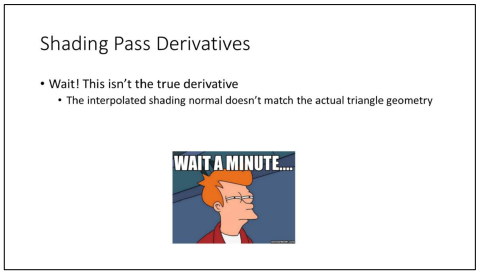 Shading Pass Derivatives
• Wait! This isn't the true derivative
• The interpolated shading normal doesn't match the actual triangle geometry
WAIT A MINUTE....